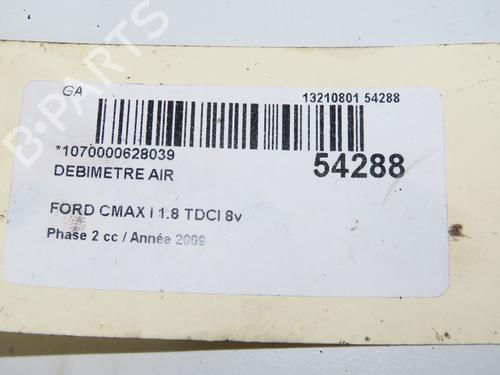 GA
13210801 54288
*1070000628039
54288
DEBIMETRE AIR
FORD CMAX I 1.8 TDCI 8v
Phase 2 cc / Année 2009
B-PARTS